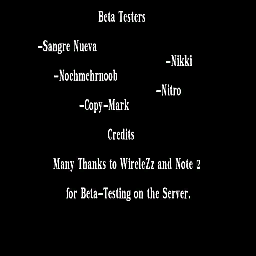 Beta Testers
-Sangre Nueva
-Nikki
-Nochmehrnoob
-Nitro
-Copy-Mark
Credits
Many Thanks to WircleZz and Note 2
for Beta-Testing on the Server.